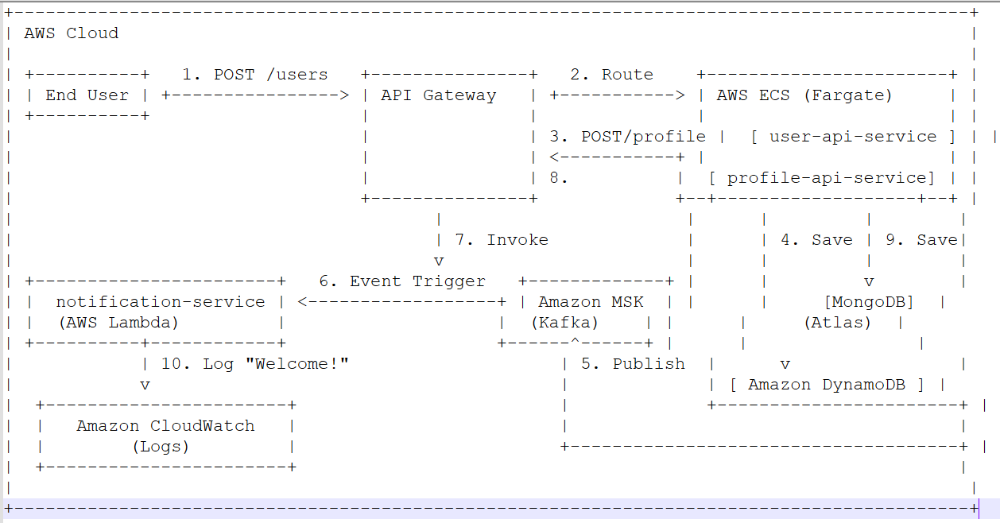 AWS Cloud
1. POST /users 2. Route
End User API Gateway AWS ECS (Fargate)
3. POST/profile [ user-api-service ]
8. [ profile-api-service]
7. Invoke 4. Save 9. Save
v
6. Event Trigger v
notification-service Amazon MSK [MongoDB]
(AWS Lambda) (Kafka) (Atlas)
10. Log "Welcome!" 5. Publish v
v [ Amazon DynamoDB ]
Amazon CloudWatch
(Logs)